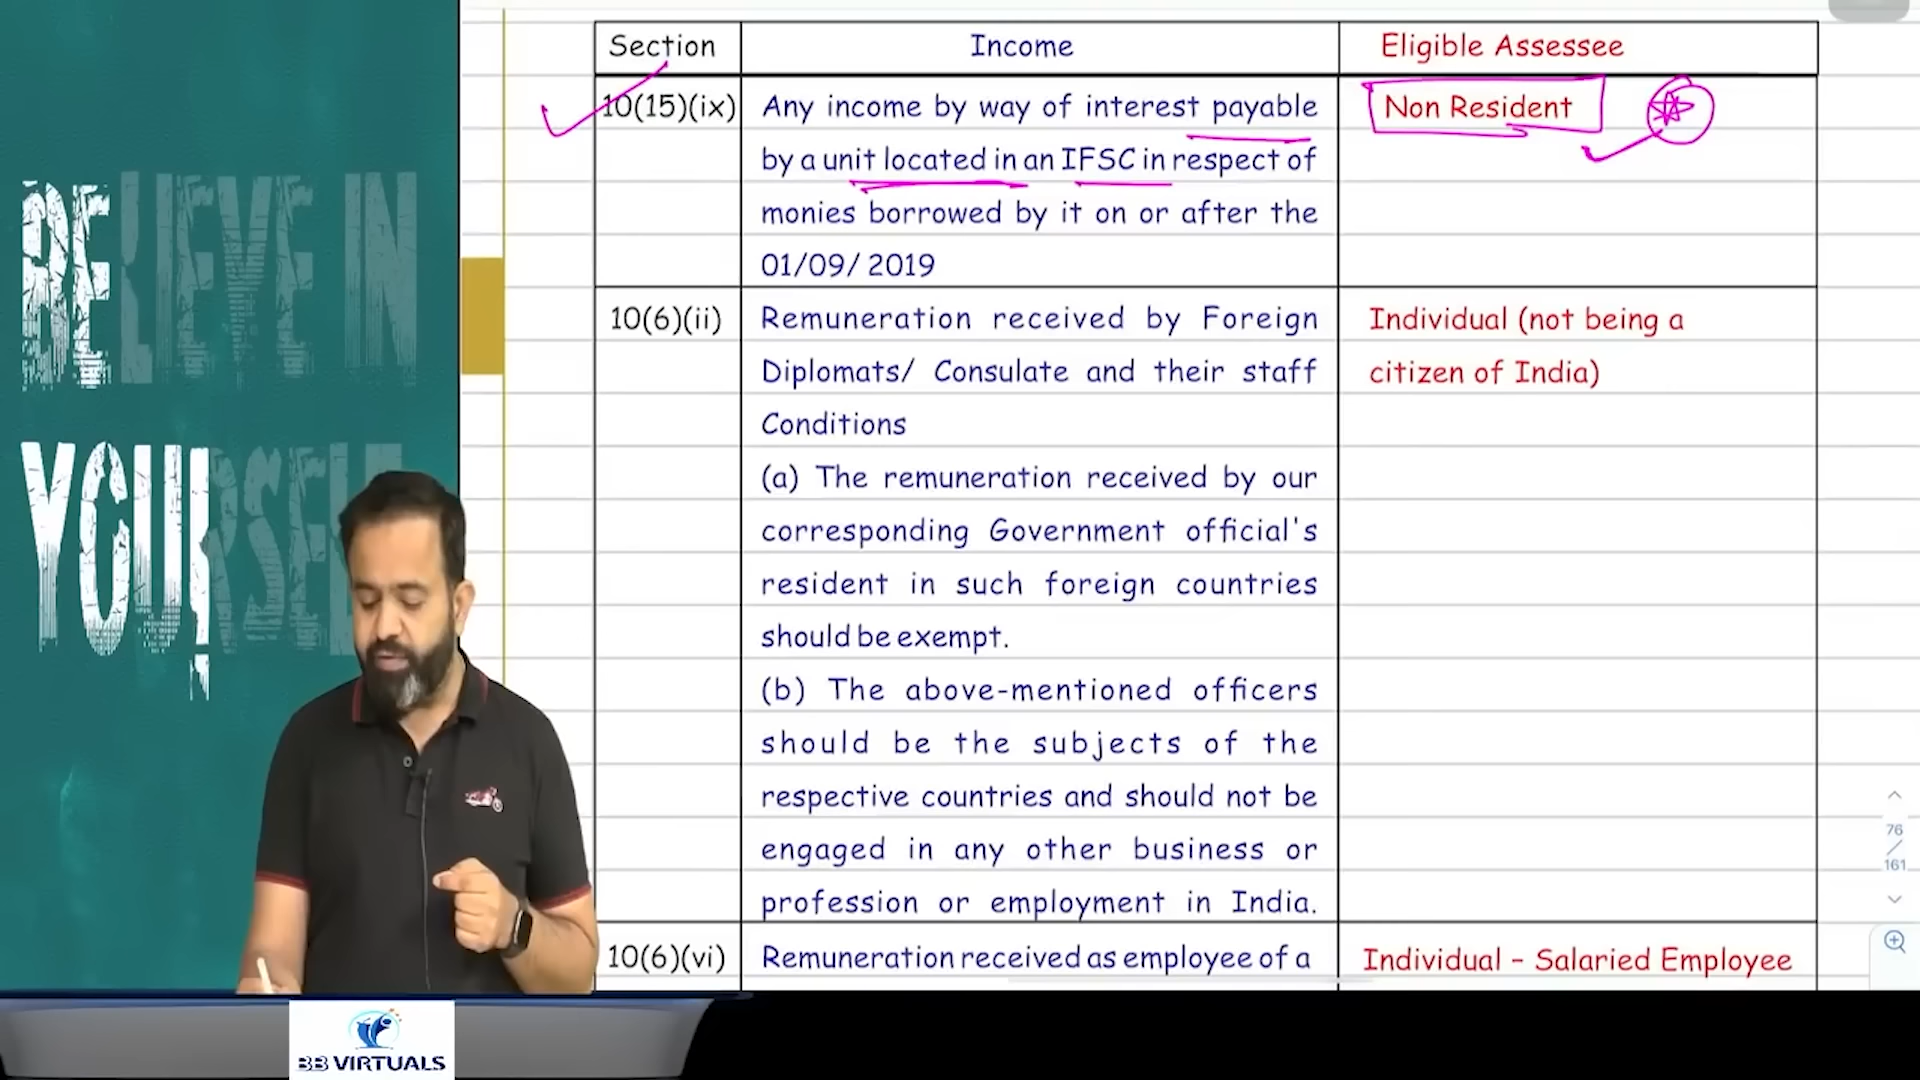 BELIEVE IN
YOURSELF
Section
Income
Eligible Assessee
10(15)(ix)
Any income by way of interest payable
by a unit located in an IFSC in respect of
monies borrowed by it on or after the
01/09/ 2019
Non Resident
10(6)(ii)
Remuneration received by Foreign
Diplomats/ Consulate and their staff
Conditions
(a) The remuneration received by our
corresponding Government official's
resident in such foreign countries
should be exempt.
(b) The above-mentioned officers
should be the subjects of the
respective countries and should not be
engaged in any other business or
profession or employment in India.
Individual (not being a
citizen of India)
10(6)(vi)
Remuneration received as employee of a
Individual – Salaried Employee
76
/
161
BB VIRTUALS